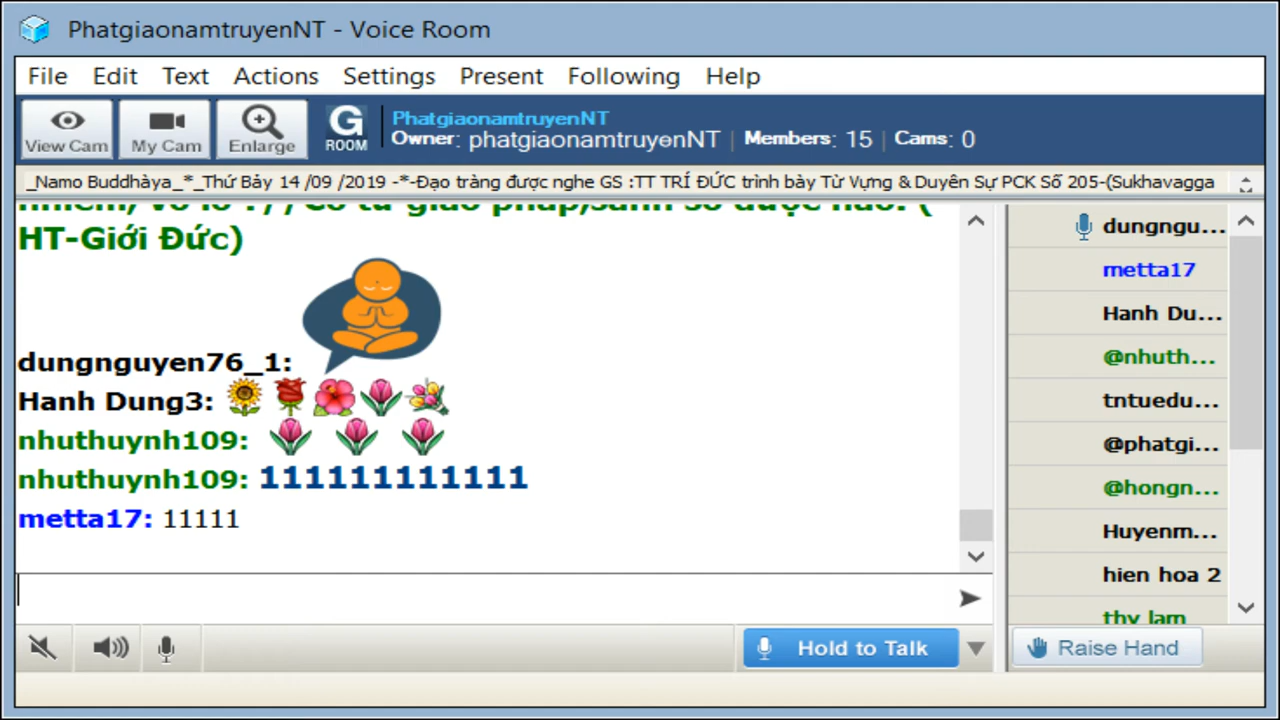 PhatgiaonamtruyenNT - Voice Room
File Edit Text Actions Settings Present Following Help
View Cam My Cam Enlarge G ROOM
PhatgiaonamtruyenNT
Owner: phatgiaonamtruyenNT | Members: 15 | Cams: 0
_Namo Buddhàya_*_Thứ Bảy 14 /09 /2019 -*-Đạo tràng được nghe GS :TT TRÍ ĐỨC trình bày Từ Vựng & Duyên Sự PCK Số 205-(Sukhavagga
HT-Giới Đức)
dungnguyen76_1:
Hanh Dung3:
nhuthuynh109:
nhuthuynh109: 111111111111
metta17: 11111
dungngu...
metta17
Hanh Du...
@nhuth...
tntuedu...
@phatgi...
@hongn...
Huyenm...
hien hoa 2
thy lam
Hold to Talk
Raise Hand